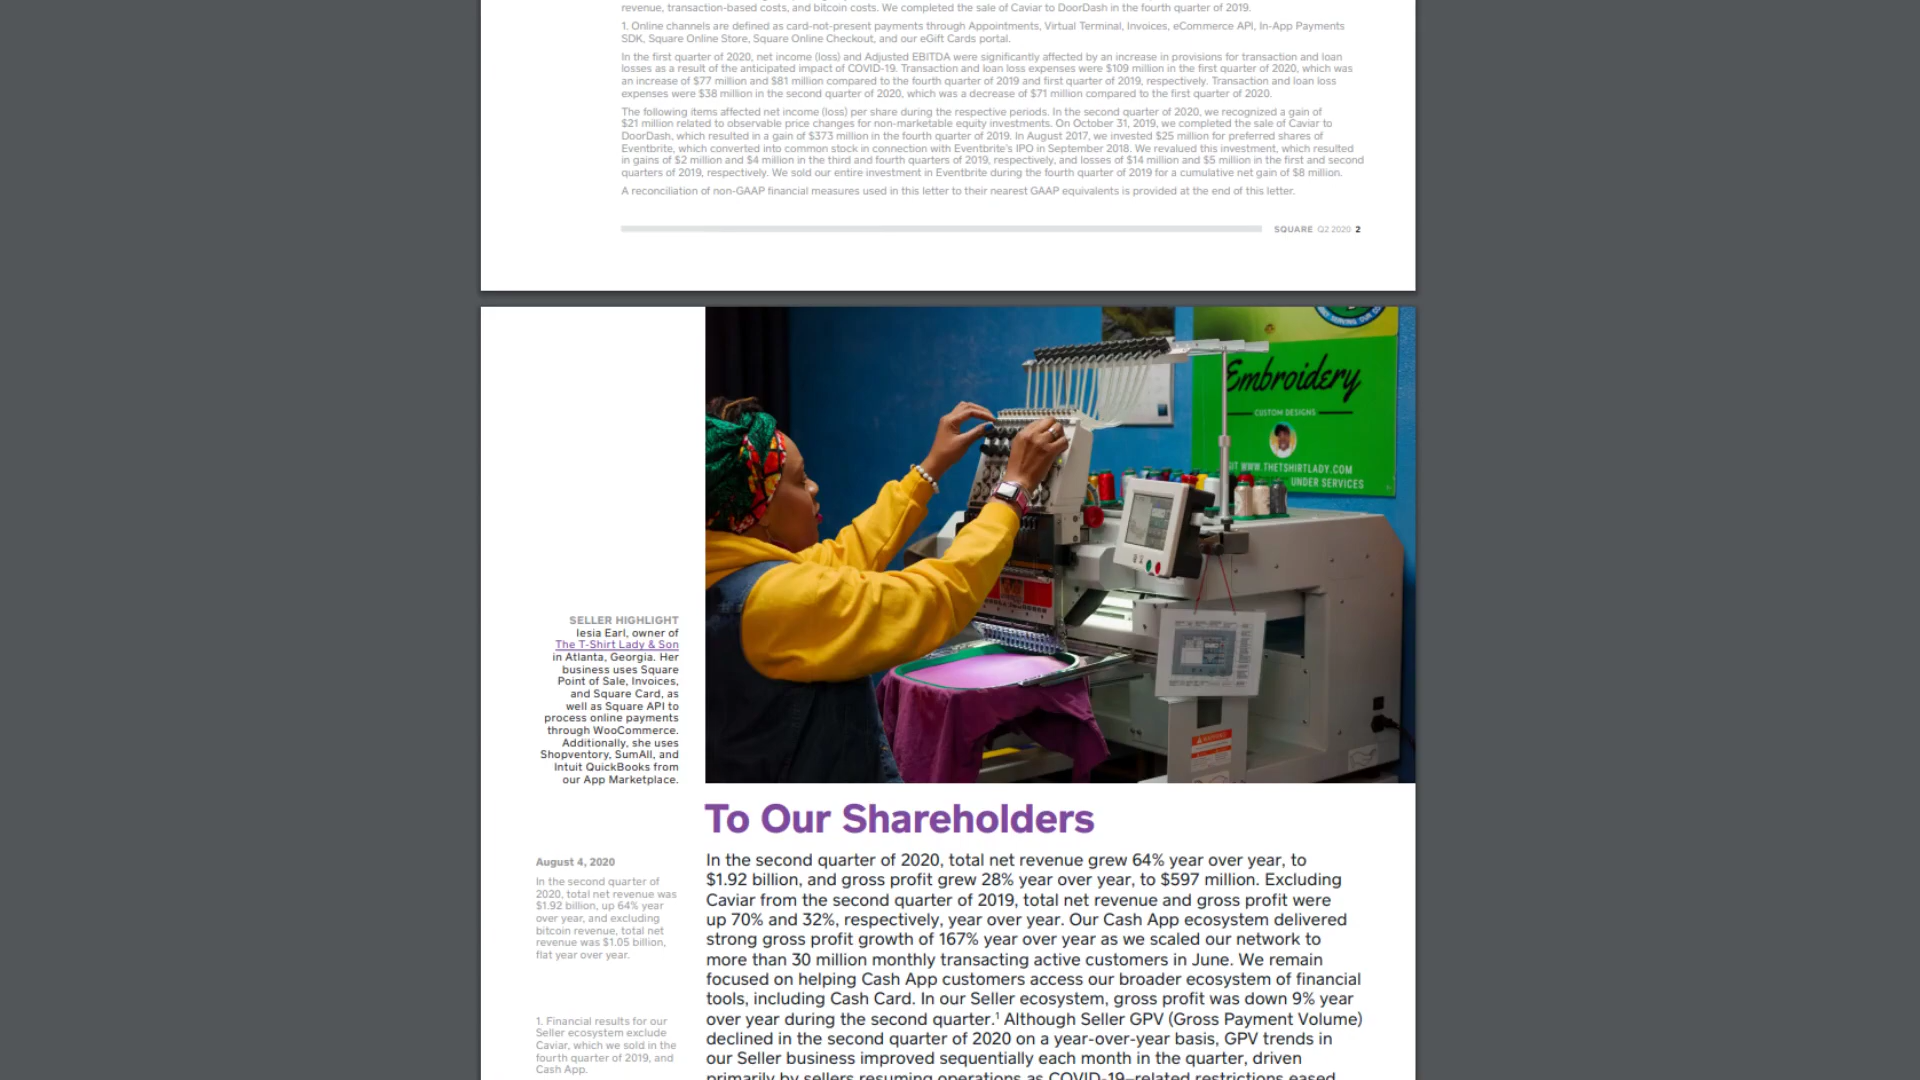 revenue, transaction-based costs, and bitcoin costs. We completed the sale of Caviar to DoorDash in the fourth quarter of 2019.
1. Online channels are defined as card-not-present payments through Appointments, Virtual Terminal, Invoices, eCommerce API, In-App Payments
SDK, Square Online Store, Square Online Checkout, and our eGift Cards portal.
In the first quarter of 2020, net income (loss) and Adjusted EBITDA were significantly affected by an increase in provisions for transaction and loan
losses as a result of the anticipated impact of COVID-19. Transaction and loan loss expenses were $109 million in the first quarter of 2020, which was
an increase of $77 million and $81 million compared to the fourth quarter of 2019 and first quarter of 2019, respectively. Transaction and loan loss
expenses were $38 million in the second quarter of 2020, which was a decrease of $71 million compared to the first quarter of 2020.
The following items affected net income (loss) per share during the respective periods. In the second quarter of 2020, we recognized a gain of
$21 million related to observable price changes for non-marketable equity investments. On October 31, 2019, we completed the sale of Caviar to
DoorDash, which resulted in a gain of $373 million in the fourth quarter of 2019. In August 2017, we invested $25 million for preferred shares of
Eventbrite, which converted into common stock in connection with Eventbrite's IPO in September 2018. We revalued this investment, which resulted
in gains of $2 million and $4 million in the third and fourth quarters of 2019, respectively, and losses of $14 million and $5 million in the first and second
quarters of 2019, respectively. We sold our entire investment in Eventbrite during the fourth quarter of 2019 for a cumulative net gain of $8 million.
A reconciliation of non-GAAP financial measures used in this letter to their nearest GAAP equivalents is provided at the end of this letter.
SQUARE Q2 2020 2
Embroidery
CUSTOM DESIGNS
WWW.THETSHIRTLADY.COM
UNDER SERVICES
WARNING
SELLER HIGHLIGHT
Iesia Earl, owner of
The T-Shirt Lady & Son
in Atlanta, Georgia. Her
business uses Square
Point of Sale, Invoices,
and Square Card, as
well as Square API to
process online payments
through WooCommerce.
Additionally, she uses
Shopventory, SumAll, and
Intuit QuickBooks from
our App Marketplace.
To Our Shareholders
August 4, 2020
In the second quarter of
2020, total net revenue was
$1.92 billion, up 64% year
over year, and excluding
bitcoin revenue, total net
revenue was $1.05 billion,
flat year over year.
1. Financial results for our
Seller ecosystem exclude
Caviar, which we sold in the
fourth quarter of 2019, and
Cash App.
In the second quarter of 2020, total net revenue grew 64% year over year, to
$1.92 billion, and gross profit grew 28% year over year, to $597 million. Excluding
Caviar from the second quarter of 2019, total net revenue and gross profit were
up 70% and 32%, respectively, year over year. Our Cash App ecosystem delivered
strong gross profit growth of 167% year over year as we scaled our network to
more than 30 million monthly transacting active customers in June. We remain
focused on helping Cash App customers access our broader ecosystem of financial
tools, including Cash Card. In our Seller ecosystem, gross profit was down 9% year
over year during the second quarter.¹ Although Seller GPV (Gross Payment Volume)
declined in the second quarter of 2020 on a year-over-year basis, GPV trends in
our Seller business improved sequentially each month in the quarter, driven
primarily by sellers resuming operations as COVID-19–related restrictions eased